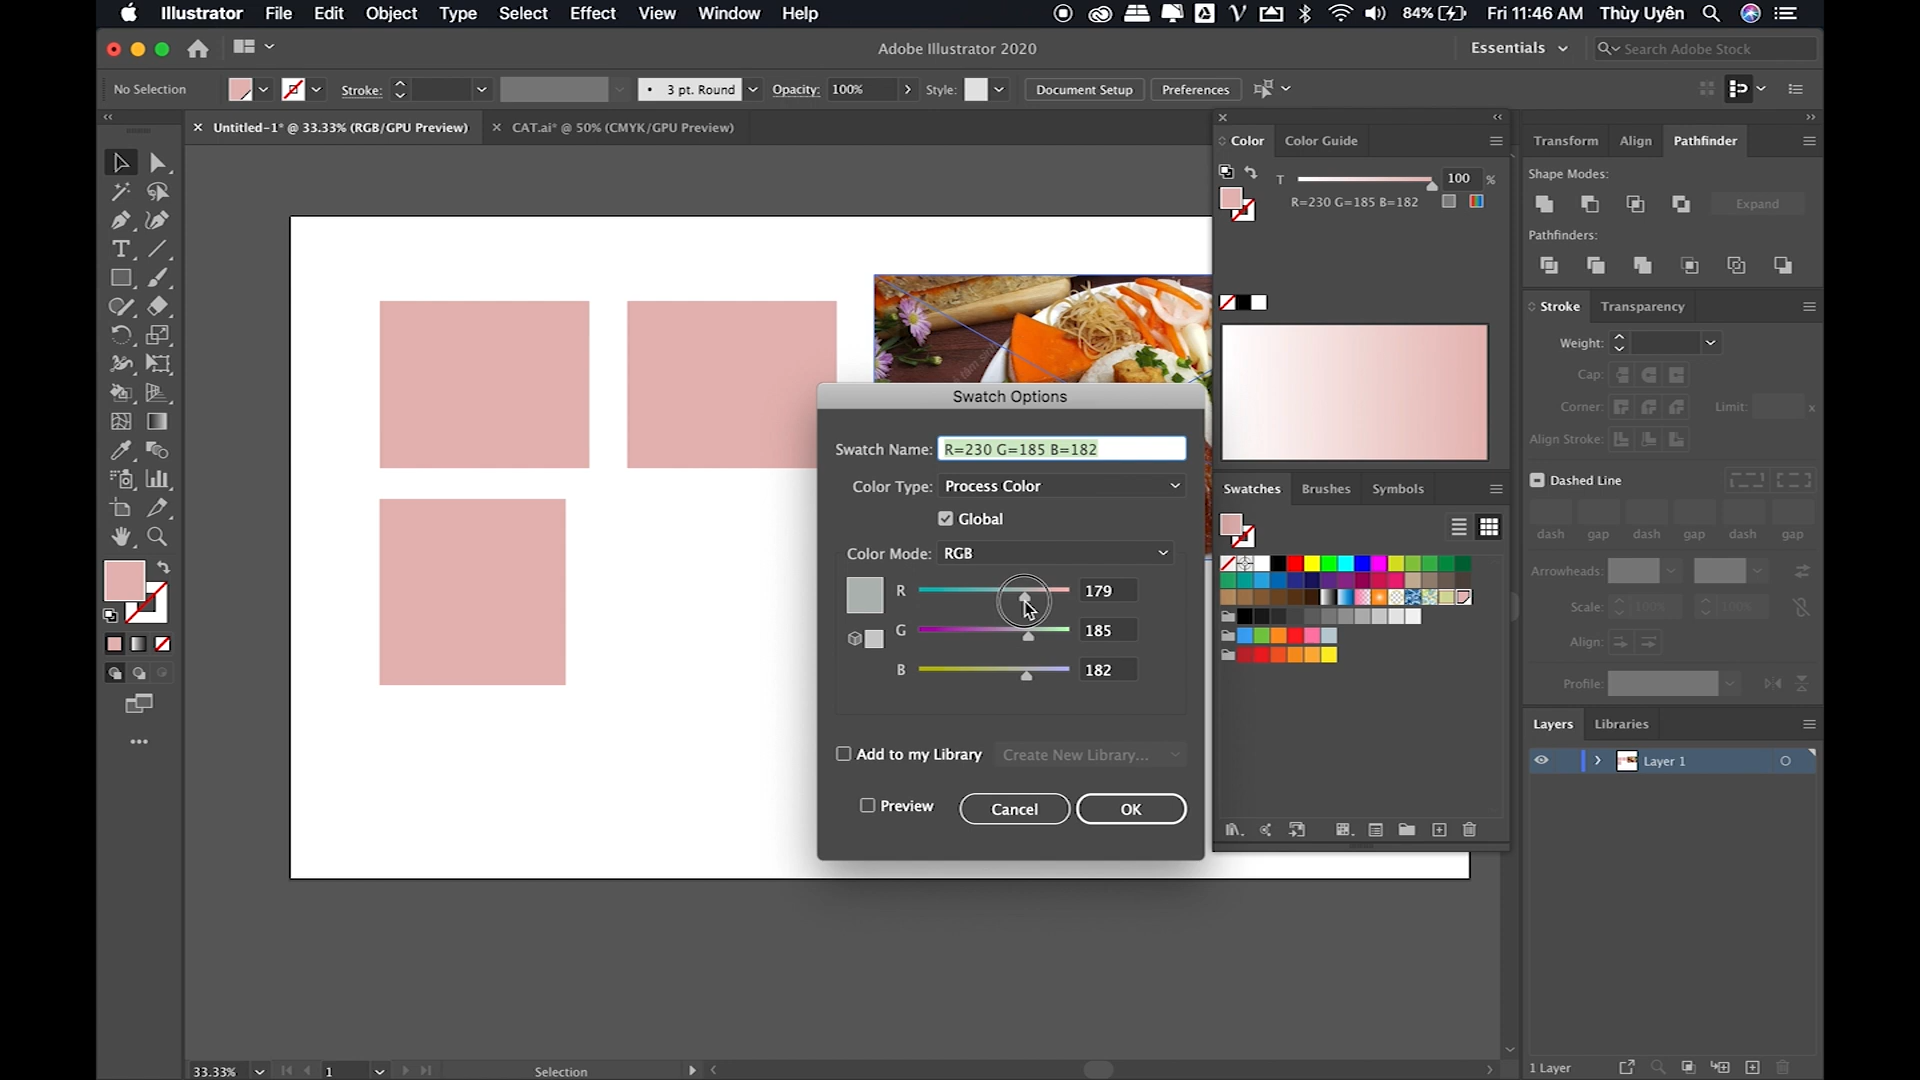 Illustrator File Edit Object Type Select Effect View Window Help 84% Fri 11:46 AM Thùy Uyên
Adobe Illustrator 2020 Essentials Search Adobe Stock
No Selection Stroke: 3 pt. Round Opacity: 100% Style: Document Setup Preferences
Untitled-1* @ 33.33% (RGB/GPU Preview) CAT.ai* @ 50% (CMYK/GPU Preview)
Color Color Guide
T 100 %
R=230 G=185 B=182
Transform Align Pathfinder
Shape Modes:
Expand
Pathfinders:
Stroke Transparency
Weight:
Cap:
Corner: Limit: x
Align Stroke:
Dashed Line
dash gap dash gap dash gap
Arrowheads:
Scale: 100% 100%
Align:
Profile:
Swatches Brushes Symbols
Swatch Options
Swatch Name: R=230 G=185 B=182
Color Type: Process Color
Global
Color Mode: RGB
R 179
G 185
B 182
Add to my Library Create New Library...
Preview Cancel OK
Layers Libraries
Layer 1
33.33% 1 Selection
1 Layer